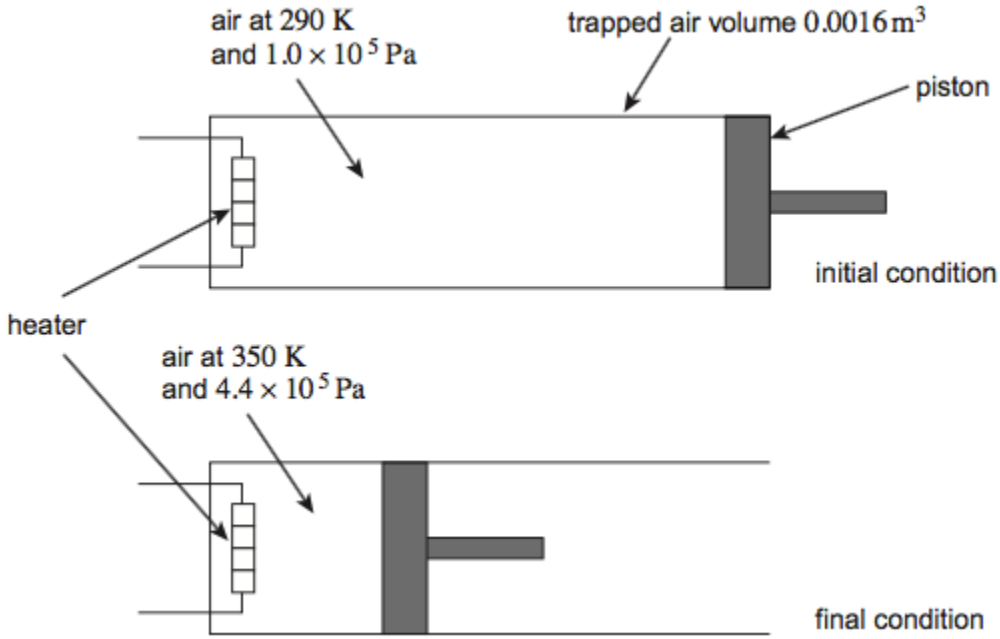 air at 290 K
and 1.0 × 10⁵ Pa
trapped air volume 0.0016 m³
piston
initial condition
heater
air at 350 K
and 4.4 × 10⁵ Pa
final condition